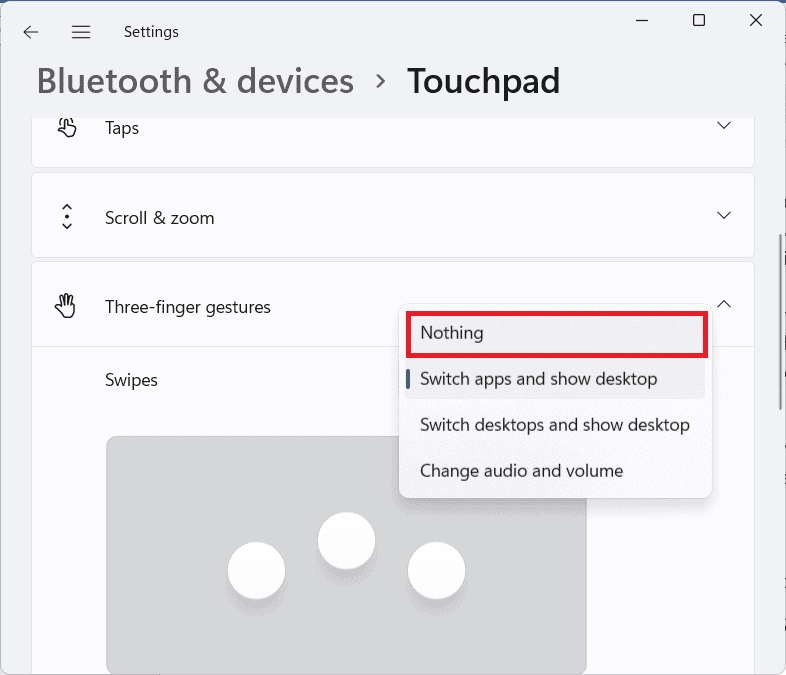 Settings
Bluetooth & devices > Touchpad
Taps
Scroll & zoom
Three-finger gestures
Nothing
Swipes
Switch apps and show desktop
Switch desktops and show desktop
Change audio and volume